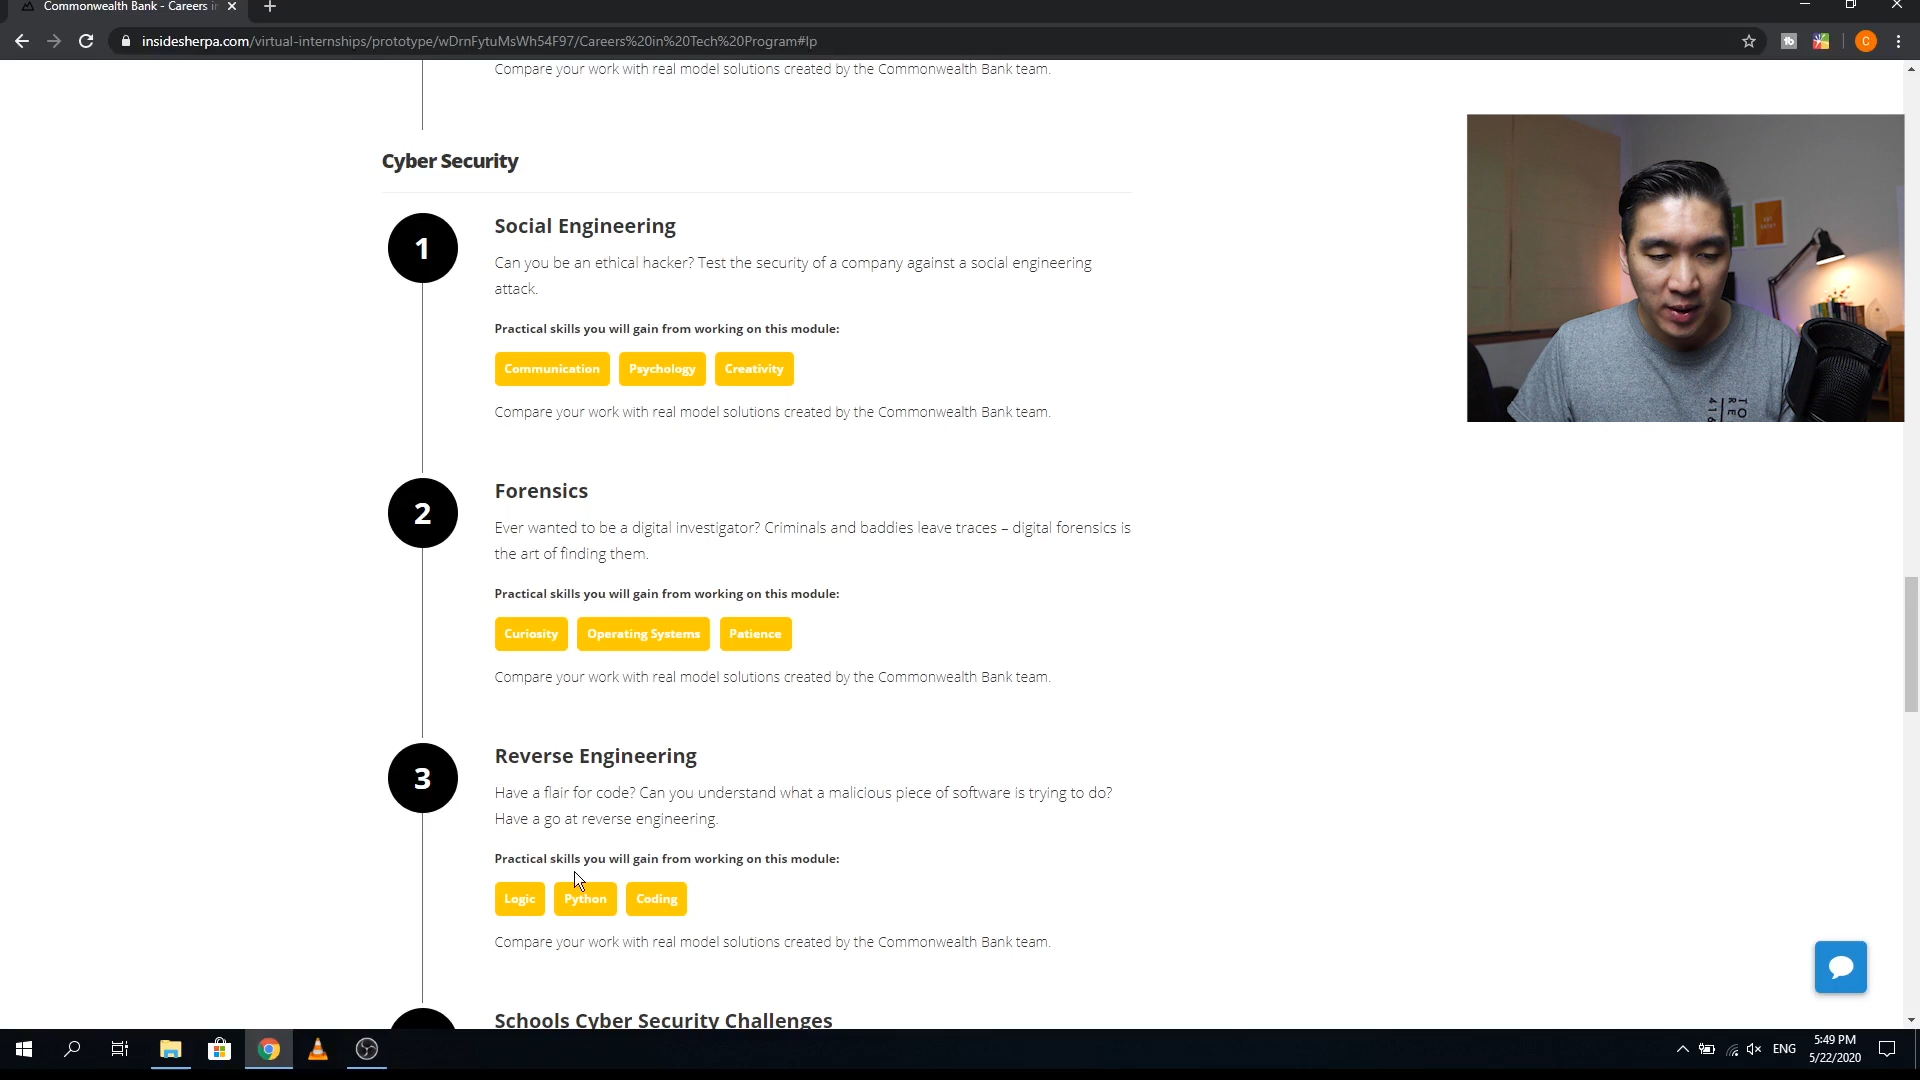 Commonwealth Bank - Careers in
insidesherpa.com/virtual-internships/prototype/wDrnFytuMsWh54F97/Careers%20in%20Tech%20Program#lp
C
Compare your work with real model solutions created by the Commonwealth Bank team.
Cyber Security
1
Social Engineering
Can you be an ethical hacker? Test the security of a company against a social engineering
attack.
Practical skills you will gain from working on this module:
Communication Psychology Creativity
Compare your work with real model solutions created by the Commonwealth Bank team.
2
Forensics
Ever wanted to be a digital investigator? Criminals and baddies leave traces – digital forensics is
the art of finding them.
Practical skills you will gain from working on this module:
Curiosity Operating Systems Patience
Compare your work with real model solutions created by the Commonwealth Bank team.
3
Reverse Engineering
Have a flair for code? Can you understand what a malicious piece of software is trying to do?
Have a go at reverse engineering.
Practical skills you will gain from working on this module:
Logic Python Coding
Compare your work with real model solutions created by the Commonwealth Bank team.
Schools Cyber Security Challenges
ENG
5:49 PM
5/22/2020